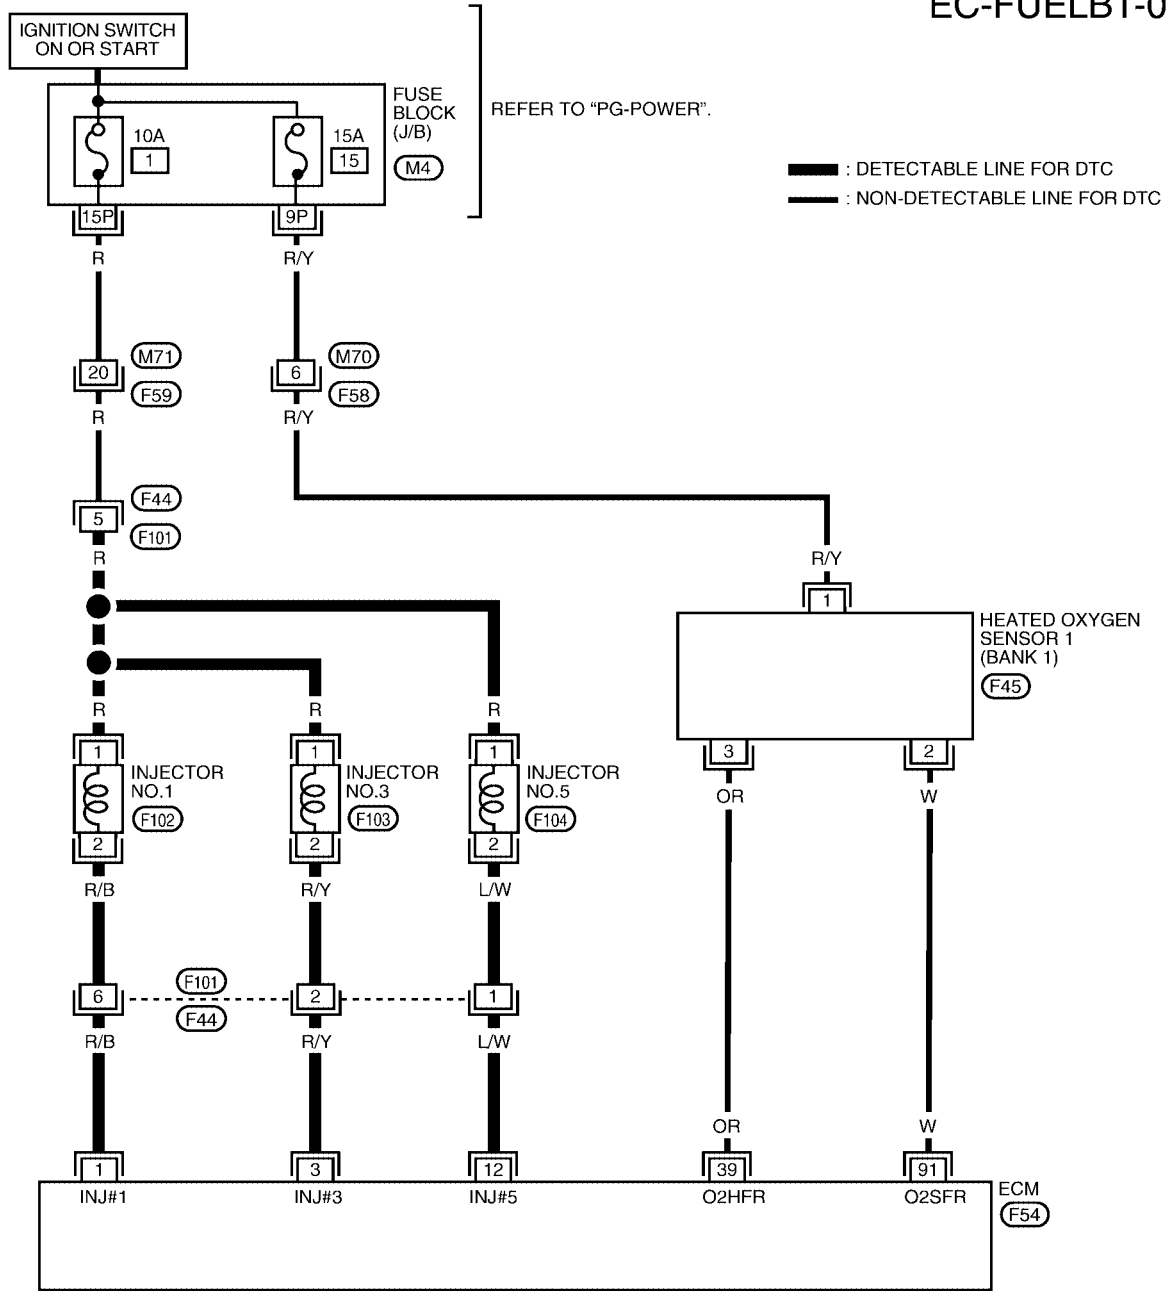 EC-FUELB1-0
IGNITION SWITCH
ON OR START
FUSE
BLOCK
(J/B)
M4
REFER TO “PG-POWER”.
10A
1
15A
15
15P
9P
: DETECTABLE LINE FOR DTC
: NON-DETECTABLE LINE FOR DTC
R
R/Y
20
M71
F59
6
M70
F58
R
R/Y
5
F44
F101
R
R/Y
1
HEATED OXYGEN
SENSOR 1
(BANK 1)
F45
R
R
R
1
1
1
3
2
INJECTOR
NO.1
F102
INJECTOR
NO.3
F103
INJECTOR
NO.5
F104
OR
W
2
2
2
R/B
R/Y
L/W
6
F101
F44
2
1
R/B
R/Y
L/W
OR
W
1
3
12
39
91
INJ#1
INJ#3
INJ#5
O2HFR
O2SFR
ECM
F54